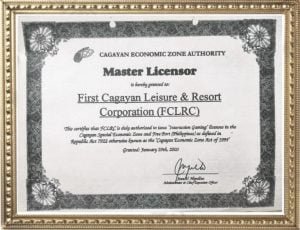 CAGAYAN ECONOMIC ZONE AUTHORITY
Master Licensor
is hereby granted to:
First Cagayan Leisure & Resort
Corporation (FCLRC)
This certifies that FCLRC is duly authorized to issue "Interactive Gaming" licenses in the
Cagayan Special Economic Zone and Free Port (Philippines) as defined in
Republic Act 7922 otherwise known as the "Cagayan Economic Zone Act of 1995"
Granted: January 29th, 2001
Administrator & Chief Executive Officer